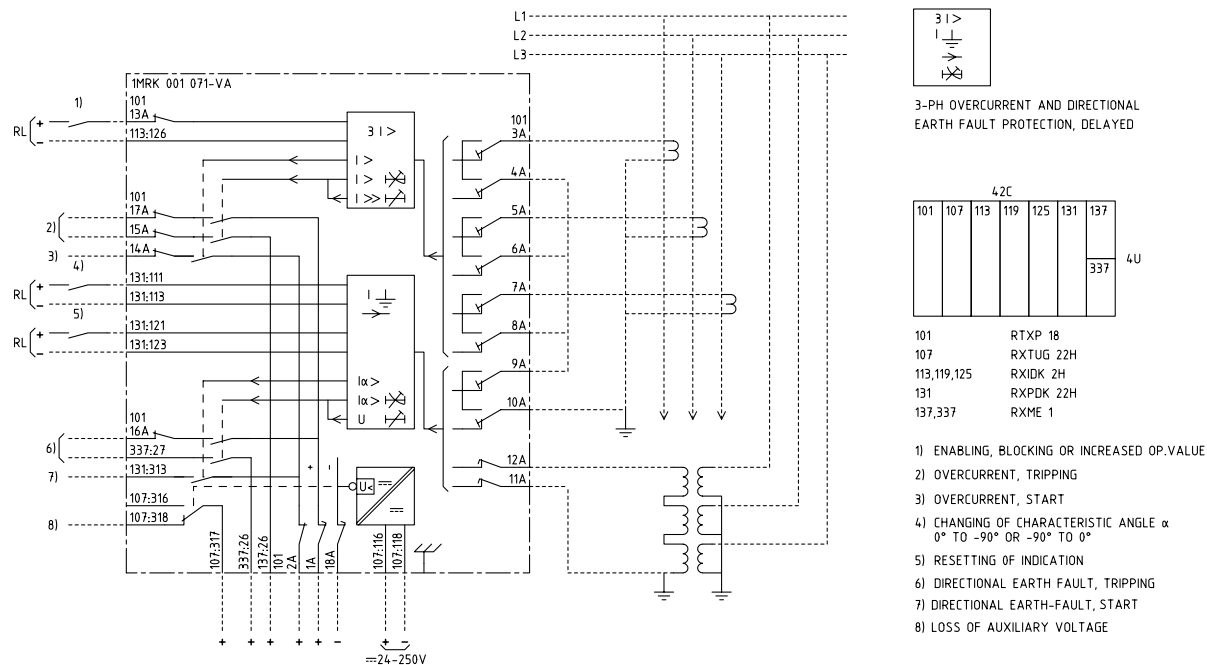 L1
L2
L3
3 I>
I
3-PH OVERCURRENT AND DIRECTIONAL
EARTH FAULT PROTECTION, DELAYED
1MRK 001 071-VA
1)
RL
+
-
101
13A
113:126
3 I>
I >
I >
I >>
101
3A
4A
5A
6A
7A
8A
9A
10A
12A
11A
2)
101
17A
15A
3)
14A
4)
RL
+
-
131:111
131:113
5)
RL
+
-
131:121
131:123
I
Iα>
Iα>
U
6)
101
16A
337:27
7)
131:313
107:316
8)
107:318
+
-
U<
107:317
337:26
137:26
101
2A
1A
18A
107:116
107:118
+ + + + + - + -
24-250V
42C
101 107 113 119 125 131 137
337
4U
101 RTXP 18
107 RXTUG 22H
113,119,125 RXIDK 2H
131 RXPDK 22H
137,337 RXME 1
1) ENABLING, BLOCKING OR INCREASED OP.VALUE
2) OVERCURRENT, TRIPPING
3) OVERCURRENT, START
4) CHANGING OF CHARACTERISTIC ANGLE α
0° TO -90° OR -90° TO 0°
5) RESETTING OF INDICATION
6) DIRECTIONAL EARTH FAULT, TRIPPING
7) DIRECTIONAL EARTH-FAULT, START
8) LOSS OF AUXILIARY VOLTAGE